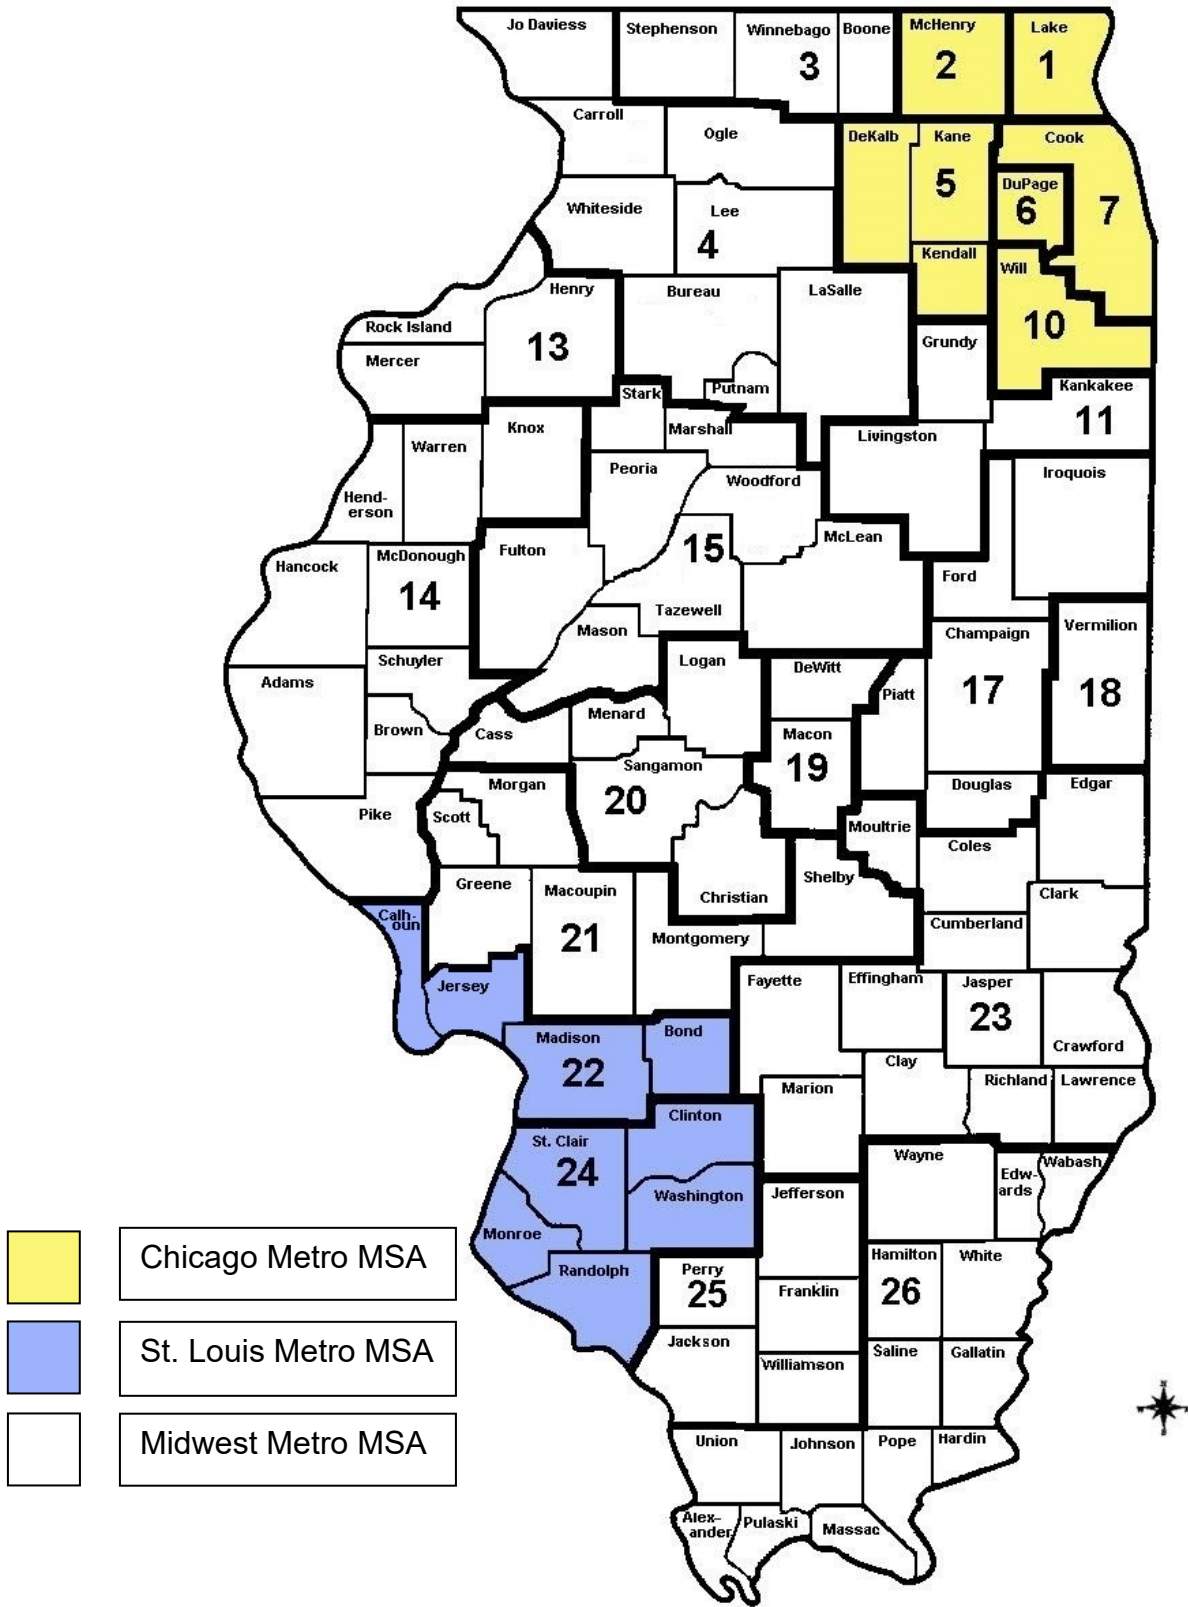 Jo Daviess
Stephenson
Winnebago
Boone
McHenry
Lake
3
2
1
Carroll
Ogle
DeKalb
Kane
Cook
5
DuPage
6
7
Whiteside
Lee
4
Kendall
Will
Henry
Bureau
LaSalle
10
Rock Island
13
Grundy
Mercer
Putnam
Kankakee
Stark
11
Knox
Marshall
Livingston
Warren
Peoria
Woodford
Iroquois
Hend-
erson
McLean
Fulton
15
McDonough
Hancock
Ford
14
Tazewell
Mason
Champaign
Vermilion
Schuyler
Logan
DeWitt
Adams
Piatt
17
18
Menard
Brown
Cass
Macon
Sangamon
19
Morgan
20
Douglas
Edgar
Pike
Scott
Moultrie
Coles
Greene
Macoupin
Shelby
Christian
Clark
Calh-
oun
Cumberland
21
Montgomery
Jersey
Fayette
Effingham
Jasper
23
Madison
Bond
Crawford
22
Clay
Marion
Richland
Lawrence
Clinton
St. Clair
Wayne
Wabash
24
Edw-
ards
Washington
Jefferson
Monroe
Hamilton
White
Randolph
Perry
25
Franklin
26
Jackson
Saline
Gallatin
Williamson
Union
Johnson
Pope
Hardin
Alex-
ander
Pulaski
Massac
Chicago Metro MSA
St. Louis Metro MSA
Midwest Metro MSA